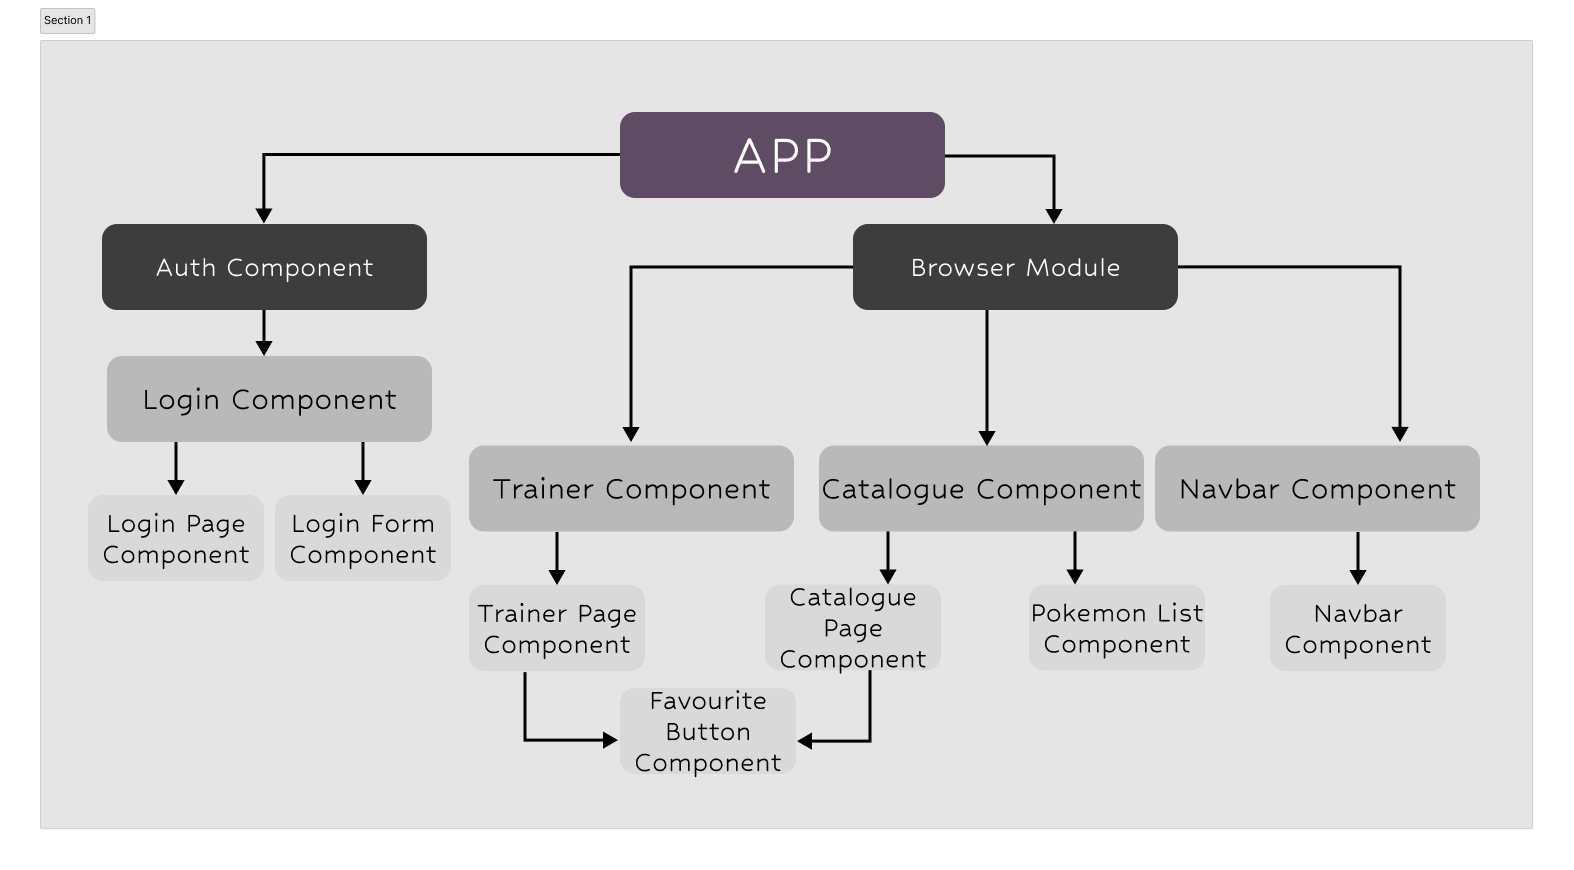 Section 1
APP
Auth Component
Browser Module
Login Component
Trainer Component
Catalogue Component
Navbar Component
Login Page
Component
Login Form
Component
Trainer Page
Component
Catalogue
Page
Component
Pokemon List
Component
Navbar
Component
Favourite
Button
Component